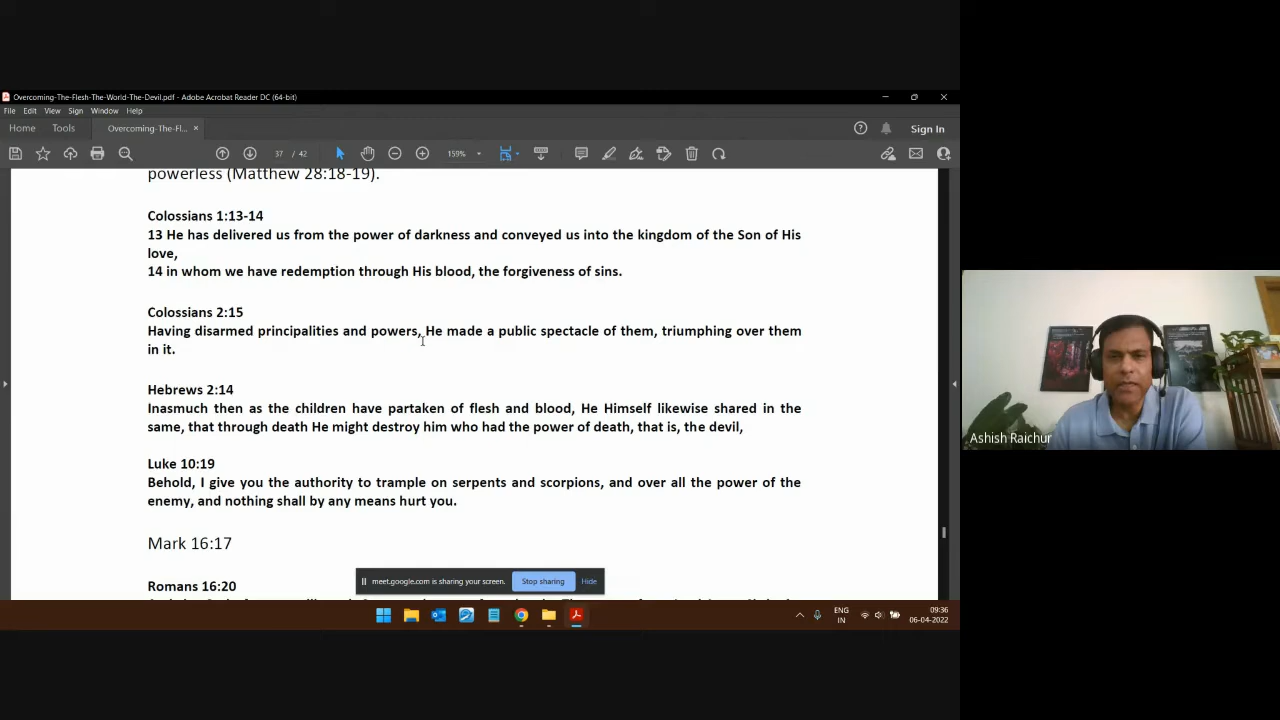 Overcoming-The-Flesh-The-World-The-Devil.pdf - Adobe Acrobat Reader DC (64-bit)
File Edit View Sign Window Help
Home Tools Overcoming-The-Fl... × Sign In
37 / 42 159%
powerless (Matthew 28:18-19).
Colossians 1:13-14
13 He has delivered us from the power of darkness and conveyed us into the kingdom of the Son of His
love,
14 in whom we have redemption through His blood, the forgiveness of sins.
Colossians 2:15
Having disarmed principalities and powers, He made a public spectacle of them, triumphing over them
in it.
Hebrews 2:14
Inasmuch then as the children have partaken of flesh and blood, He Himself likewise shared in the
same, that through death He might destroy him who had the power of death, that is, the devil,
Luke 10:19
Behold, I give you the authority to trample on serpents and scorpions, and over all the power of the
enemy, and nothing shall by any means hurt you.
Mark 16:17
Romans 16:20
meet.google.com is sharing your screen. Stop sharing Hide
ENG
IN
09:36
06-04-2022
Ashish Raichur